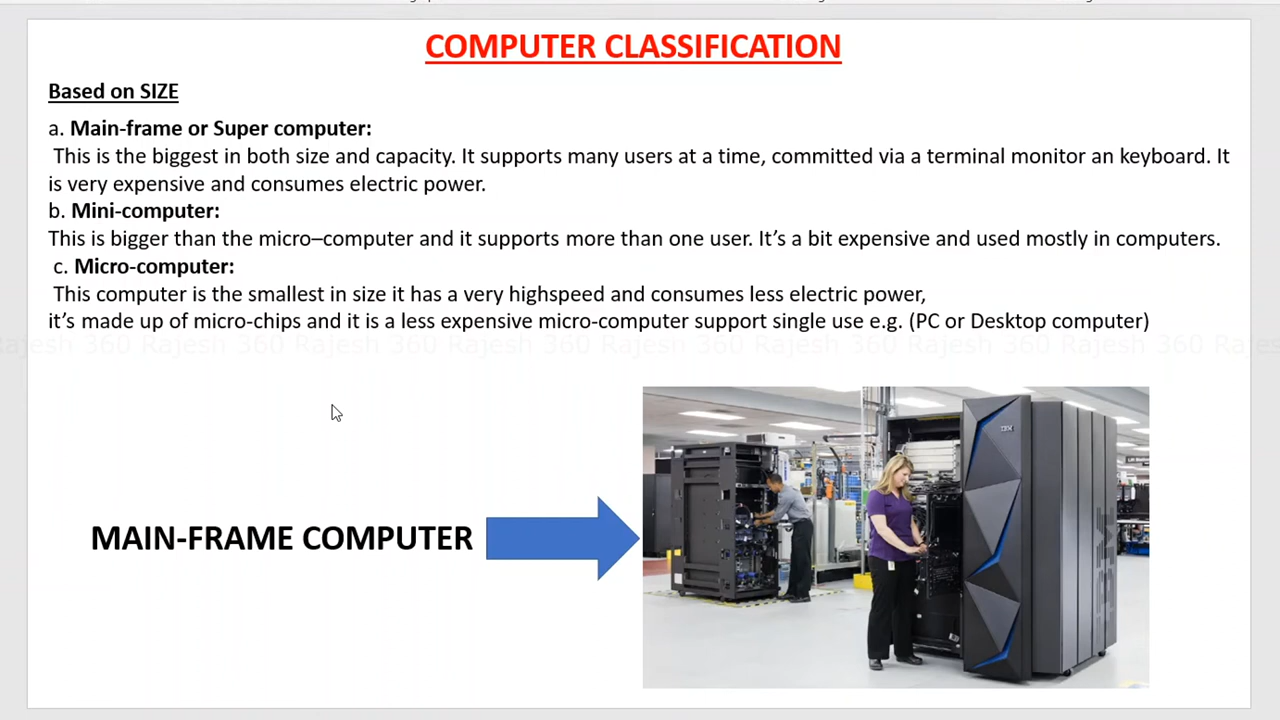 COMPUTER CLASSIFICATION
Based on SIZE
a. Main-frame or Super computer:
This is the biggest in both size and capacity. It supports many users at a time, committed via a terminal monitor an keyboard. It
is very expensive and consumes electric power.
b. Mini-computer:
This is bigger than the micro–computer and it supports more than one user. It’s a bit expensive and used mostly in computers.
c. Micro-computer:
This computer is the smallest in size it has a very highspeed and consumes less electric power,
it’s made up of micro-chips and it is a less expensive micro-computer support single use e.g. (PC or Desktop computer)
Rajesh 360 Rajesh 360 Rajesh 360 Rajesh 360 Rajesh 360 Rajesh 360 Rajesh 360 Rajesh 360
MAIN-FRAME COMPUTER
IBM